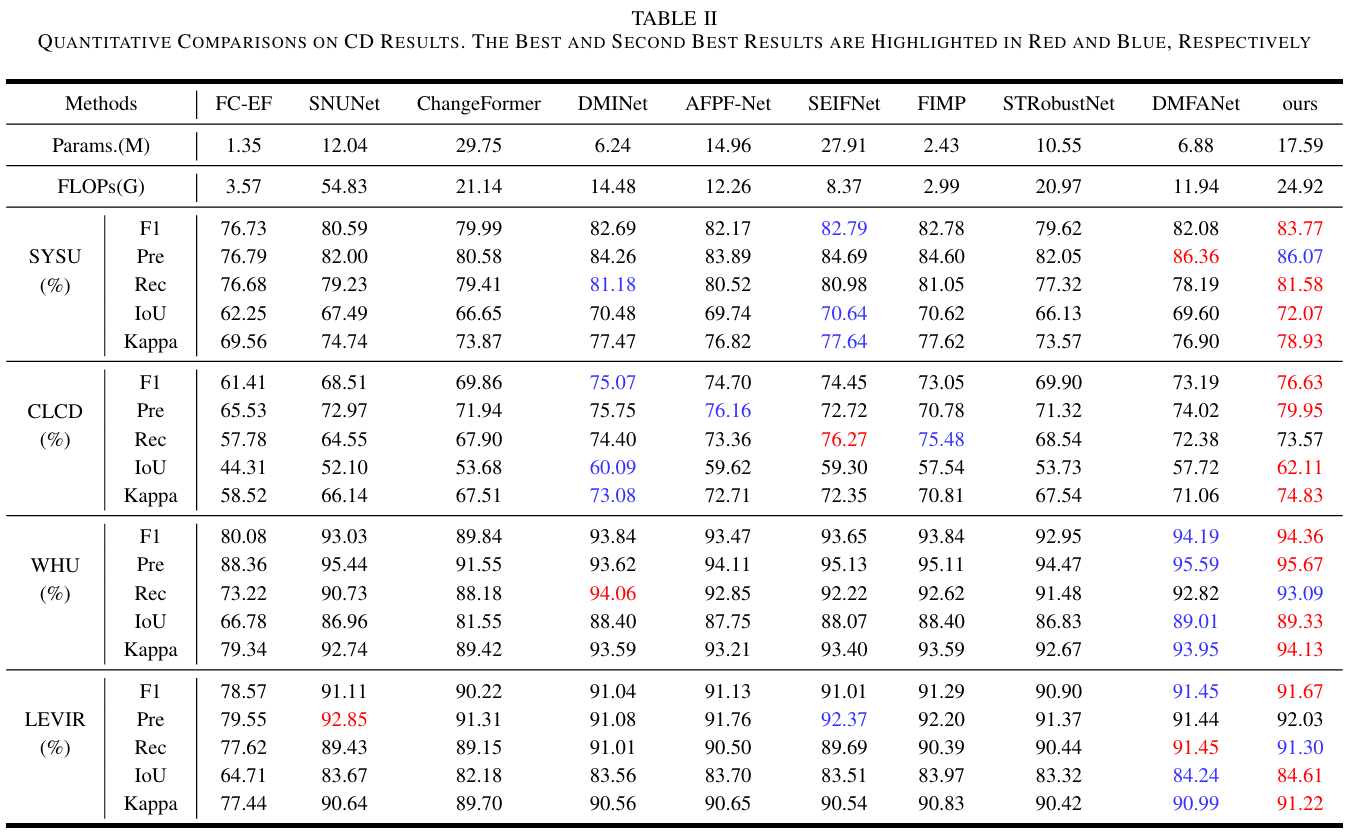 TABLE II
QUANTITATIVE COMPARISONS ON CD RESULTS. THE BEST AND SECOND BEST RESULTS ARE HIGHLIGHTED IN RED AND BLUE, RESPECTIVELY
Methods FC-EF SNUNet ChangeFormer DMINet AFPF-Net SEIFNet FIMP STRobustNet DMFANet ours
Params.(M) 1.35 12.04 29.75 6.24 14.96 27.91 2.43 10.55 6.88 17.59
FLOPs(G) 3.57 54.83 21.14 14.48 12.26 8.37 2.99 20.97 11.94 24.92
F1 76.73 80.59 79.99 82.69 82.17 82.79 82.78 79.62 82.08 83.77
SYSU Pre 76.79 82.00 80.58 84.26 83.89 84.69 84.60 82.05 86.36 86.07
(%) Rec 76.68 79.23 79.41 81.18 80.52 80.98 81.05 77.32 78.19 81.58
IoU 62.25 67.49 66.65 70.48 69.74 70.64 70.62 66.13 69.60 72.07
Kappa 69.56 74.74 73.87 77.47 76.82 77.64 77.62 73.57 76.90 78.93
F1 61.41 68.51 69.86 75.07 74.70 74.45 73.05 69.90 73.19 76.63
CLCD Pre 65.53 72.97 71.94 75.75 76.16 72.72 70.78 71.32 74.02 79.95
(%) Rec 57.78 64.55 67.90 74.40 73.36 76.27 75.48 68.54 72.38 73.57
IoU 44.31 52.10 53.68 60.09 59.62 59.30 57.54 53.73 57.72 62.11
Kappa 58.52 66.14 67.51 73.08 72.71 72.35 70.81 67.54 71.06 74.83
F1 80.08 93.03 89.84 93.84 93.47 93.65 93.84 92.95 94.19 94.36
WHU Pre 88.36 95.44 91.55 93.62 94.11 95.13 95.11 94.47 95.59 95.67
(%) Rec 73.22 90.73 88.18 94.06 92.85 92.22 92.62 91.48 92.82 93.09
IoU 66.78 86.96 81.55 88.40 87.75 88.07 88.40 86.83 89.01 89.33
Kappa 79.34 92.74 89.42 93.59 93.21 93.40 93.59 92.67 93.95 94.13
F1 78.57 91.11 90.22 91.04 91.13 91.01 91.29 90.90 91.45 91.67
LEVIR Pre 79.55 92.85 91.31 91.08 91.76 92.37 92.20 91.37 91.44 92.03
(%) Rec 77.62 89.43 89.15 91.01 90.50 89.69 90.39 90.44 91.45 91.30
IoU 64.71 83.67 82.18 83.56 83.70 83.51 83.97 83.32 84.24 84.61
Kappa 77.44 90.64 89.70 90.56 90.65 90.54 90.83 90.42 90.99 91.22